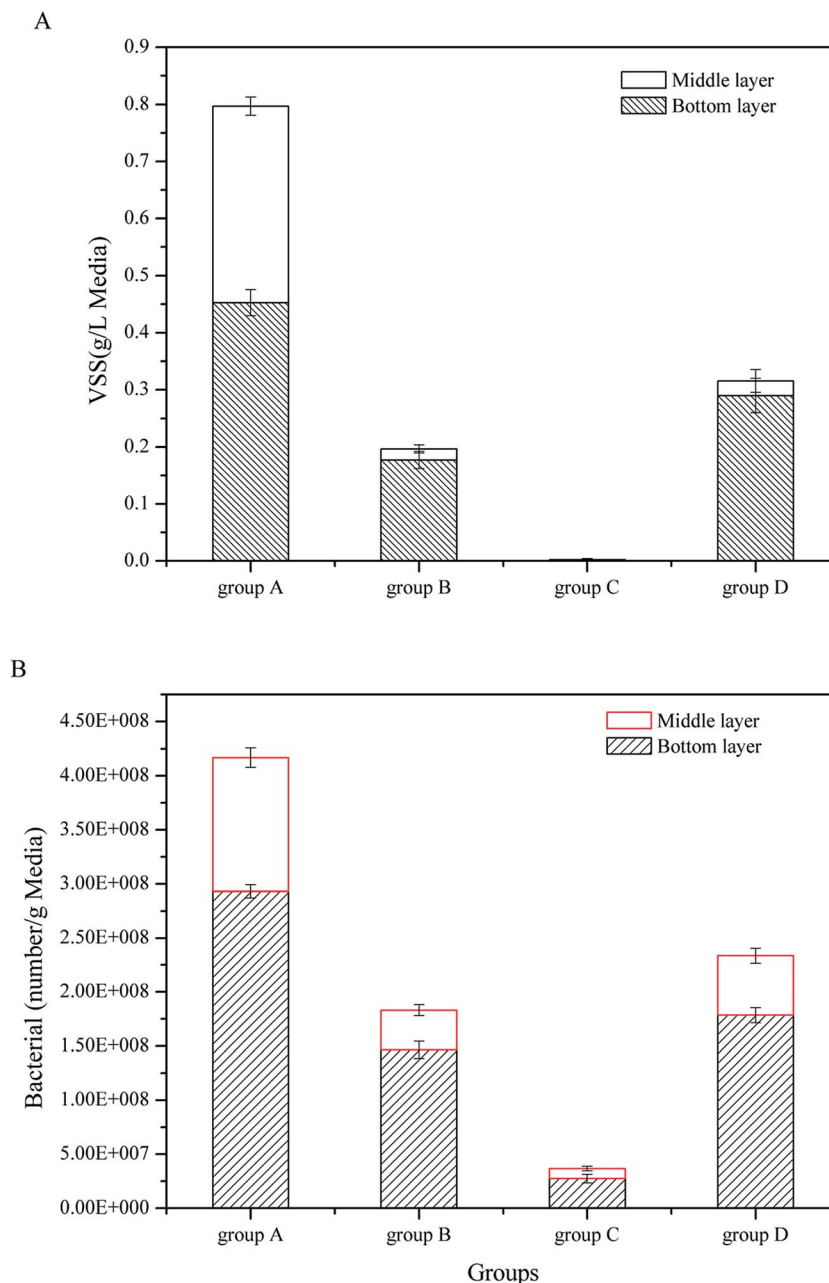 A
0.9
0.8
0.7
0.6
0.5
0.4
0.3
0.2
0.1
0.0
VSS(g/L Media)
Middle layer
Bottom layer
group A group B group C group D
B
4.50E+008
4.00E+008
3.50E+008
3.00E+008
2.50E+008
2.00E+008
1.50E+008
1.00E+008
5.00E+007
0.00E+000
Bacterial (number/g Media)
Middle layer
Bottom layer
group A group B group C group D
Groups